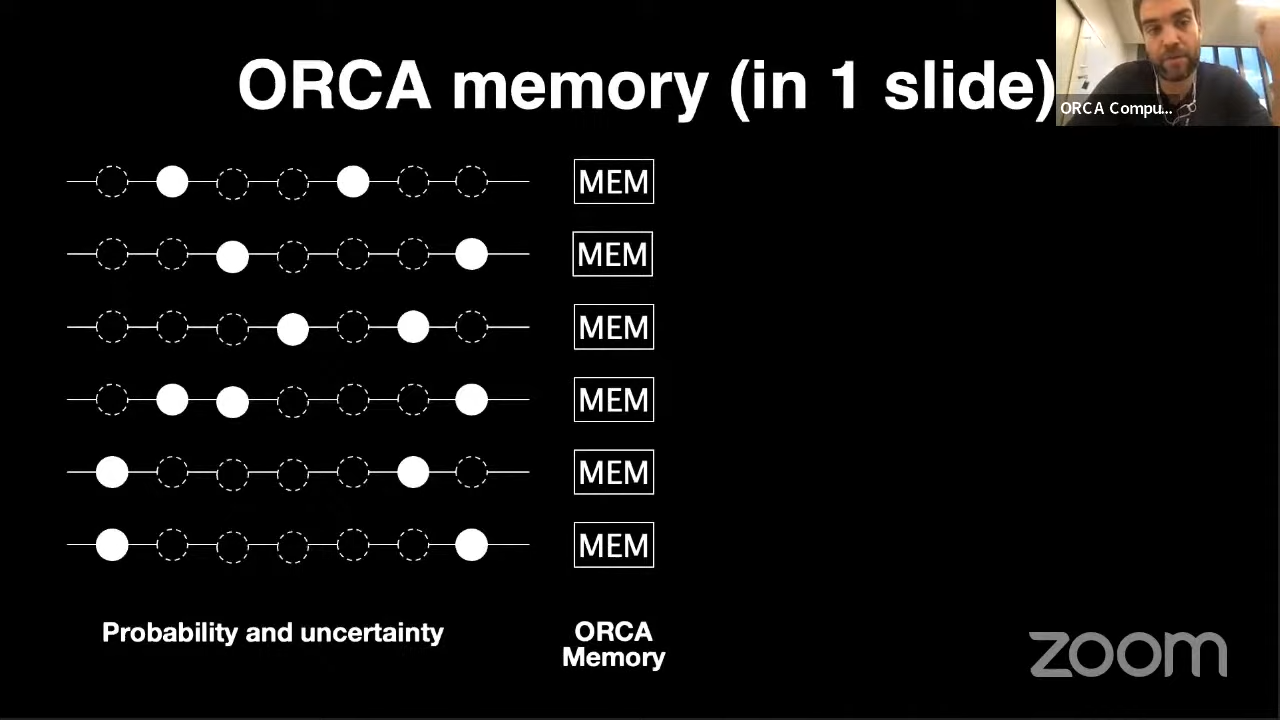 ORCA memory (in 1 slide)
ORCA Compu...
MEM
MEM
MEM
MEM
MEM
MEM
Probability and uncertainty
ORCA
Memory
zoom